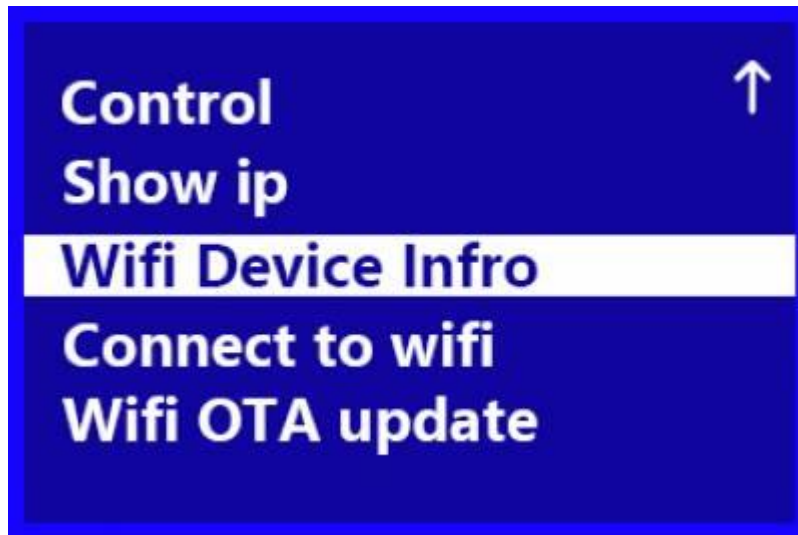 Control ↑
Show ip
Wifi Device Infro
Connect to wifi
Wifi OTA update